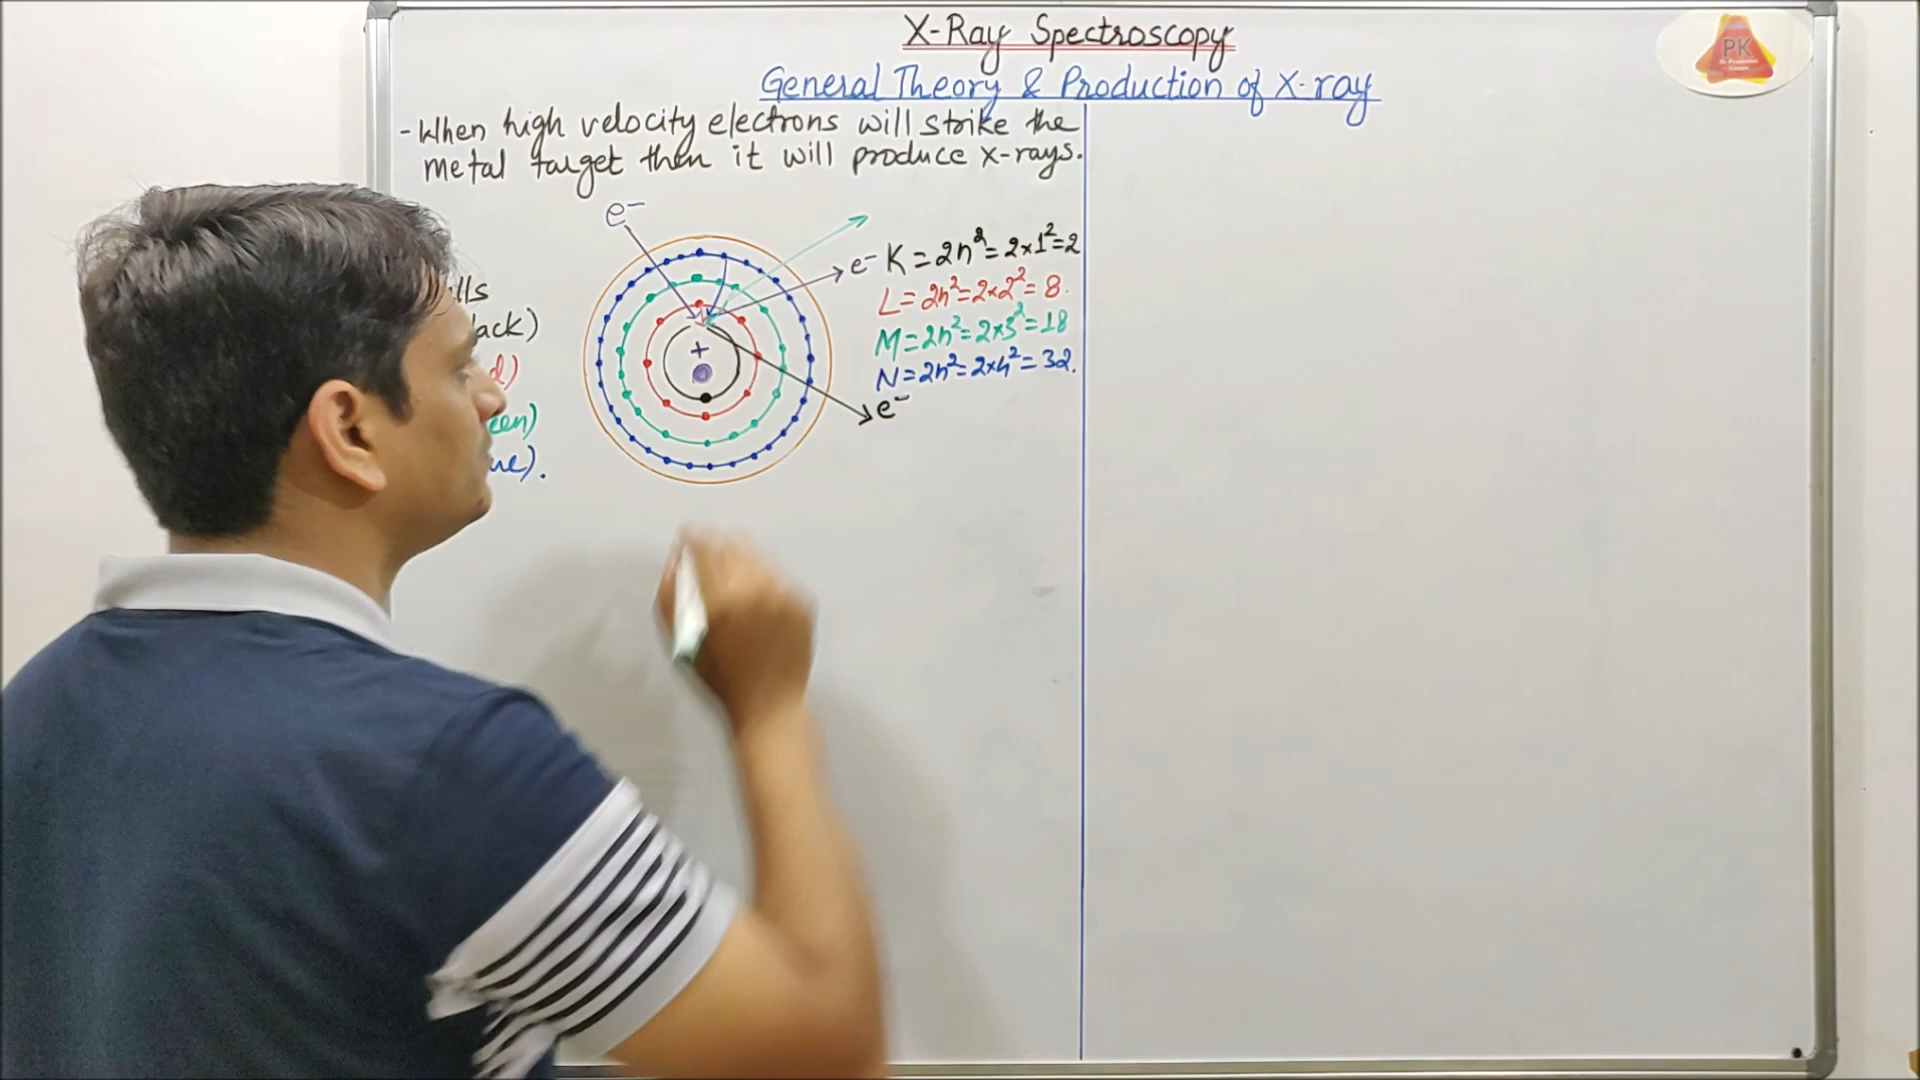 X-Ray Spectroscopy
General Theory & Production of X-ray
PK
- When high velocity electrons will strike the
metal target then it will produce x-rays.
e-
e-
K = 2n² = 2×1² = 2
L = 2n² = 2×2² = 8.
M = 2n² = 2×3² = 18
N = 2n² = 2×4² = 32.
+
e-